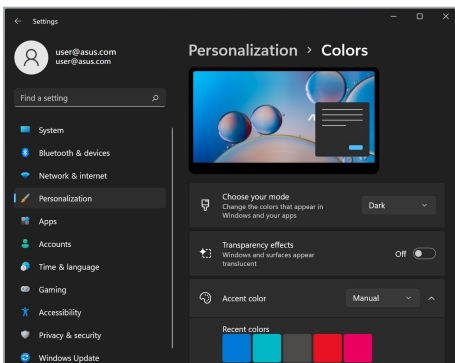 Settings
user@asus.com
user@asus.com
Find a setting
System
Bluetooth & devices
Network & internet
Personalization
Apps
Accounts
Time & language
Gaming
Accessibility
Privacy & security
Windows Update
Personalization > Colors
Choose your mode
Change the colors that appear in
Windows and your apps
Dark
Transparency effects
Windows and surfaces appear
translucent
Off
Accent color
Manual
Recent colors